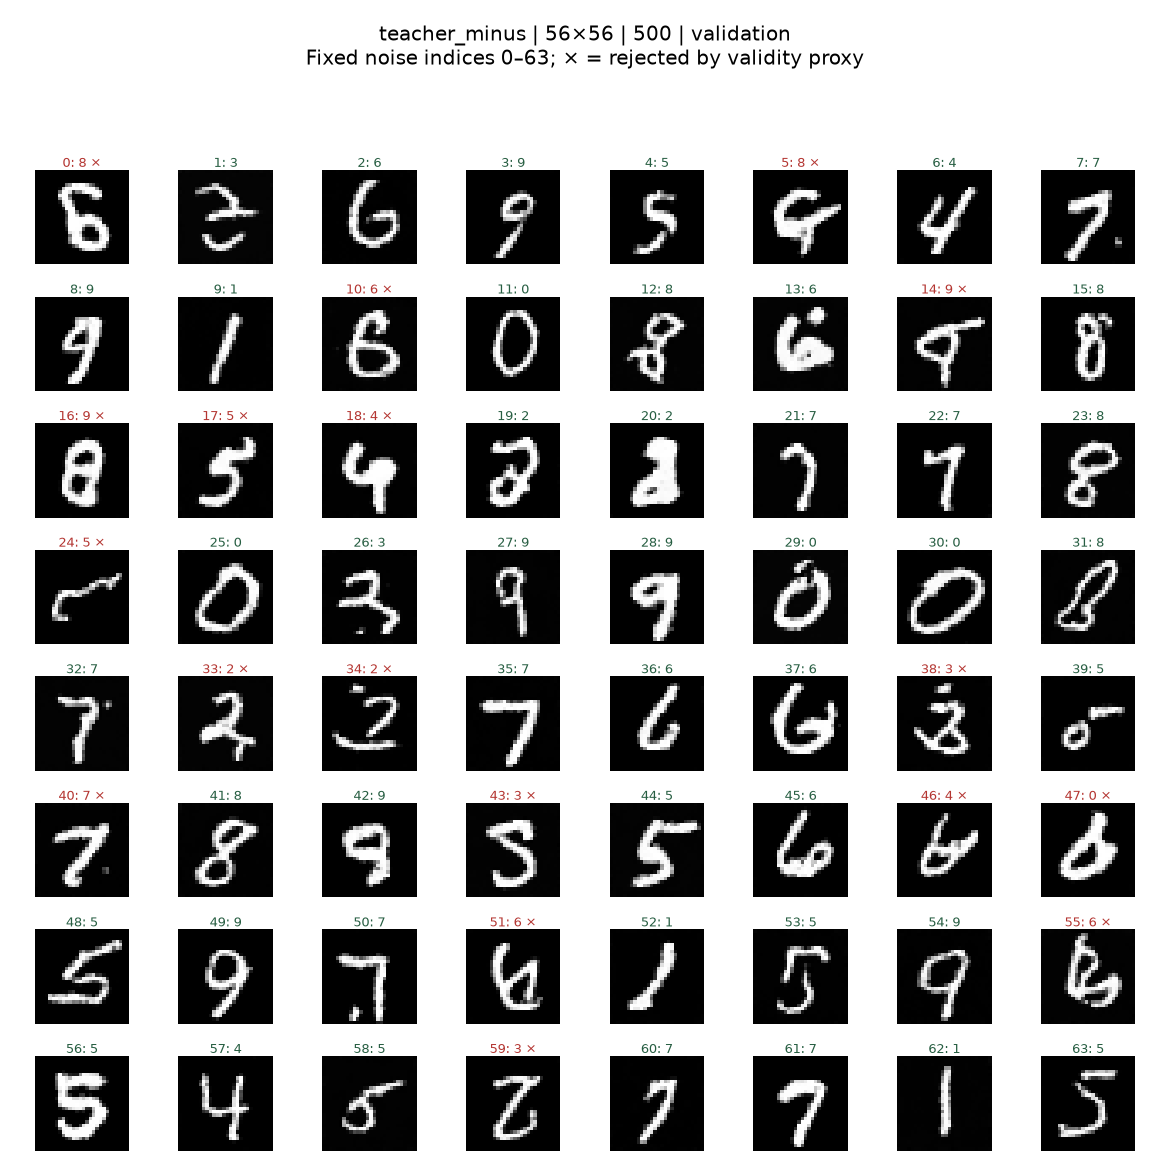 teacher_minus | 56×56 | 500 | validation
Fixed noise indices 0–63; × = rejected by validity proxy
0: 8 × 1: 3 2: 6 3: 9 4: 5 5: 8 × 6: 4 7: 7
8: 9 9: 1 10: 6 × 11: 0 12: 8 13: 6 14: 9 × 15: 8
16: 9 × 17: 5 × 18: 4 × 19: 2 20: 2 21: 7 22: 7 23: 8
24: 5 × 25: 0 26: 3 27: 9 28: 9 29: 0 30: 0 31: 8
32: 7 33: 2 × 34: 2 × 35: 7 36: 6 37: 6 38: 3 × 39: 5
40: 7 × 41: 8 42: 9 43: 3 × 44: 5 45: 6 46: 4 × 47: 0 ×
48: 5 49: 9 50: 7 51: 6 × 52: 1 53: 5 54: 9 55: 6 ×
56: 5 57: 4 58: 5 59: 3 × 60: 7 61: 7 62: 1 63: 5